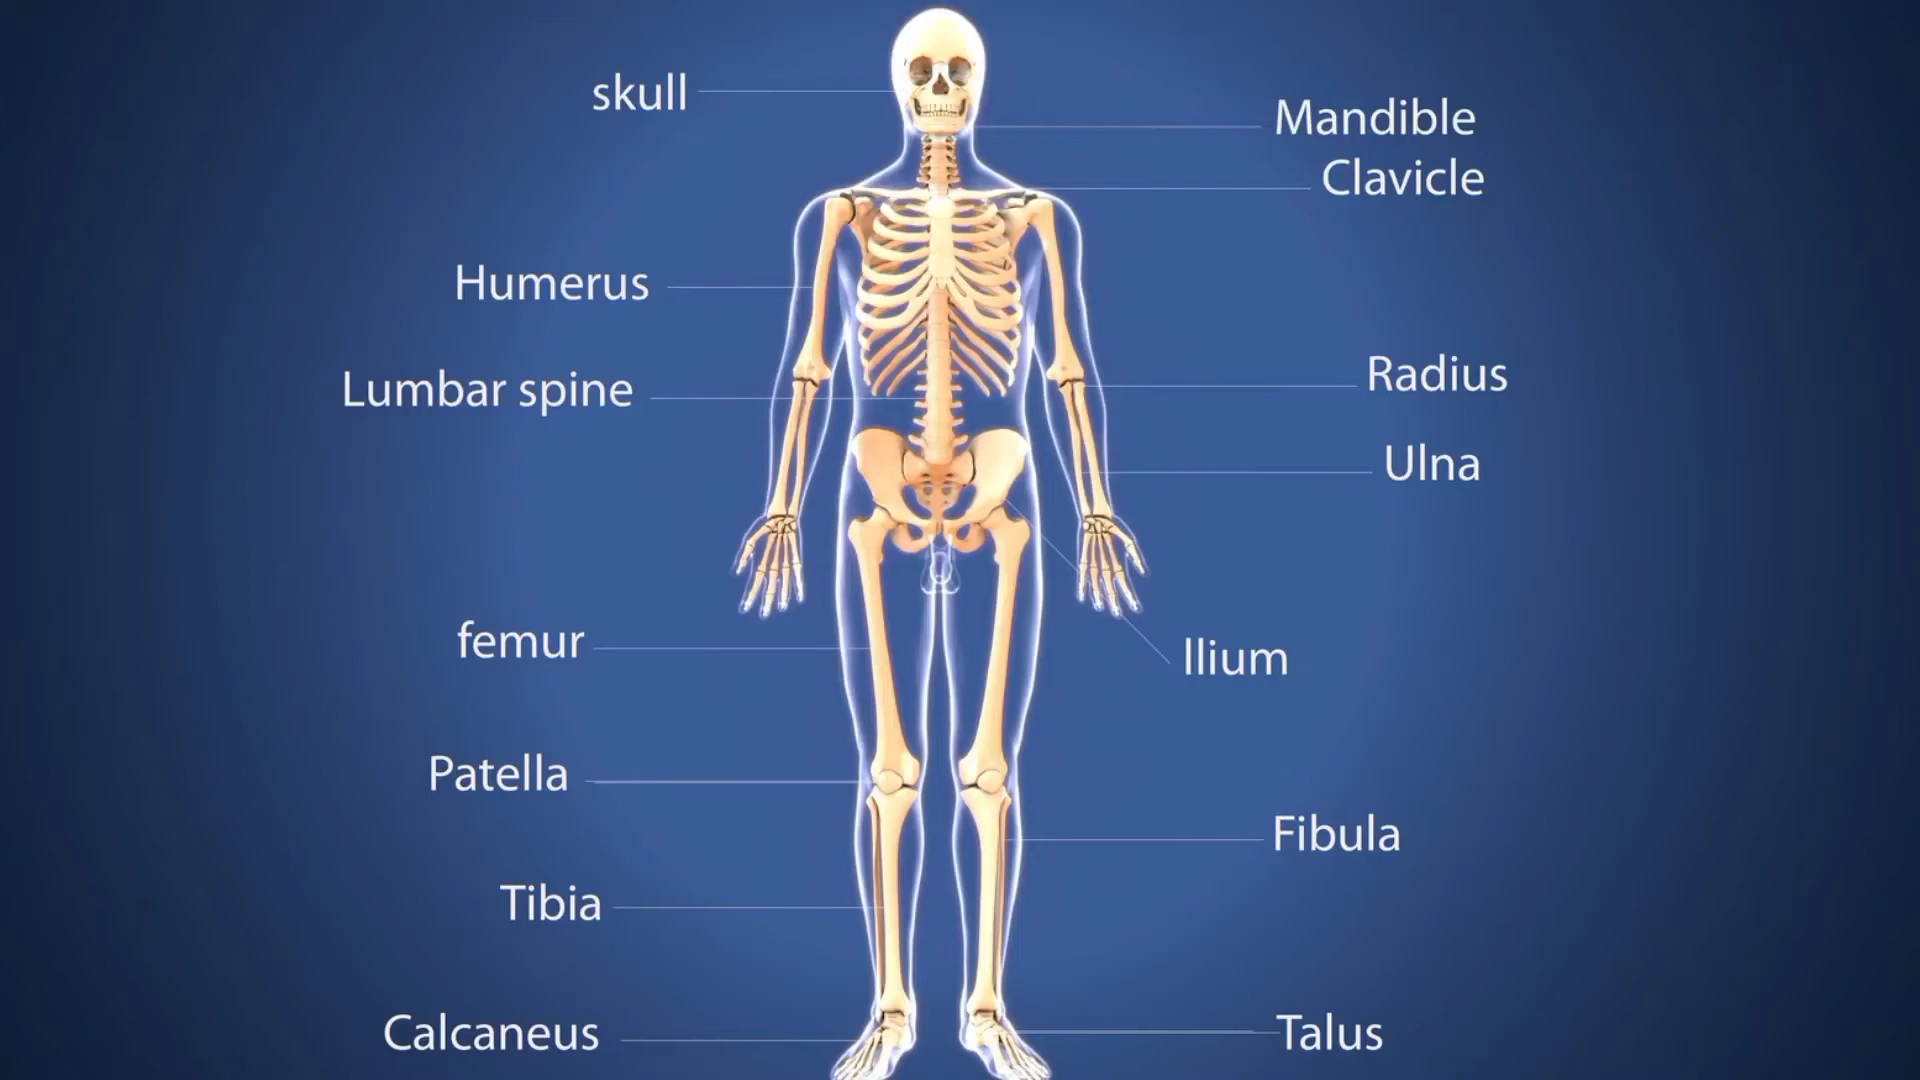 skull
Mandible
Clavicle
Humerus
Lumbar spine
Radius
Ulna
femur
Ilium
Patella
Fibula
Tibia
Calcaneus
Talus